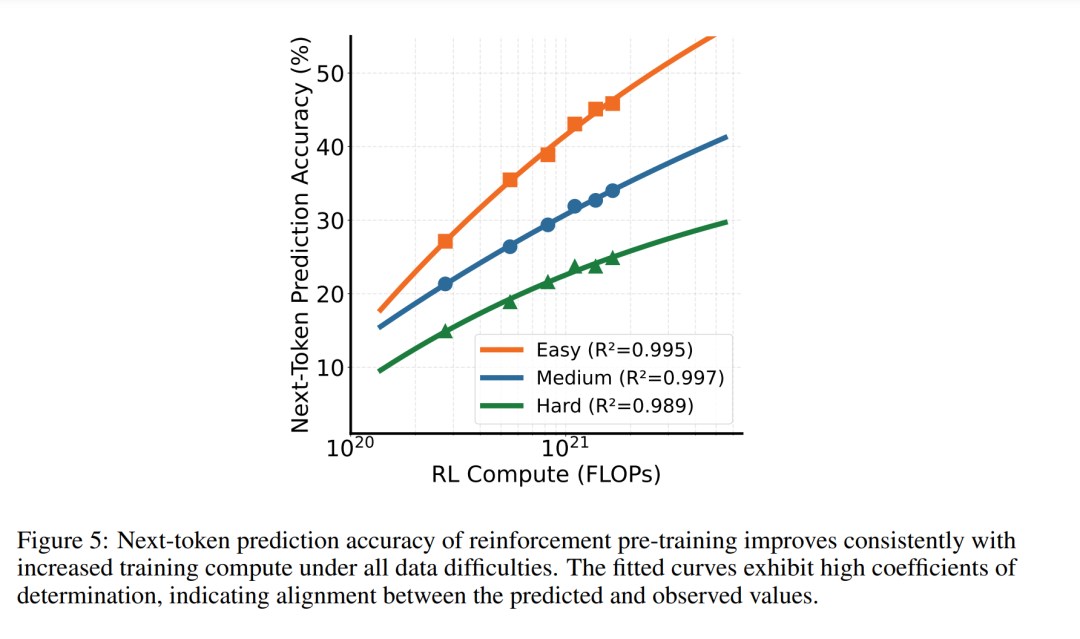 Next-Token Prediction Accuracy (%)
50
40
30
20
10
Easy (R²=0.995)
Medium (R²=0.997)
Hard (R²=0.989)
10²⁰
10²¹
RL Compute (FLOPs)
Figure 5: Next-token prediction accuracy of reinforcement pre-training improves consistently with
increased training compute under all data difficulties. The fitted curves exhibit high coefficients of
determination, indicating alignment between the predicted and observed values.